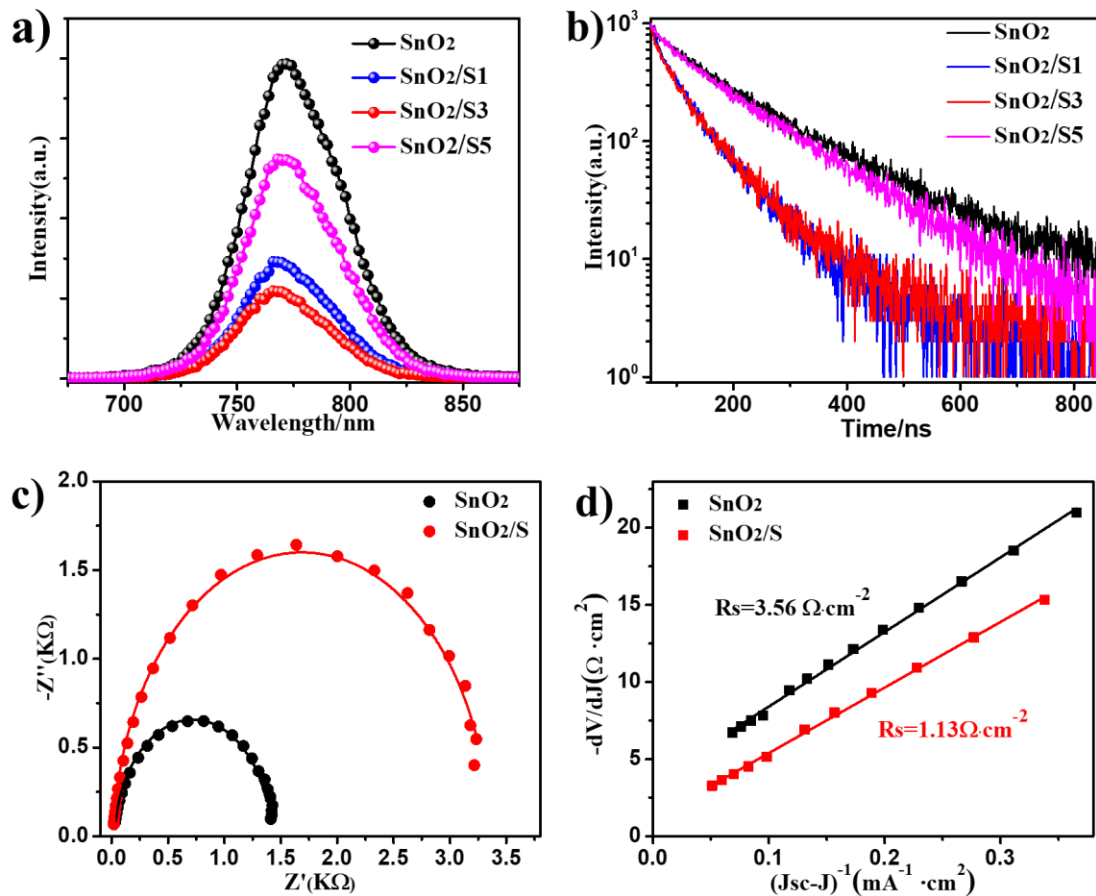 a)
SnO2
SnO2/S1
SnO2/S3
SnO2/S5
Intensity(a.u.)
700 750 800 850
Wavelength/nm
b)
SnO2
SnO2/S1
SnO2/S3
SnO2/S5
Intensity(a.u.)
10^3
10^2
10^1
10^0
200 400 600 800
Time/ns
c)
SnO2
SnO2/S
-Z''(KΩ)
2.0
1.5
1.0
0.5
0.0
0.0 0.5 1.0 1.5 2.0 2.5 3.0 3.5
Z'(KΩ)
d)
SnO2
SnO2/S
-dV/dJ(Ω ·cm^2)
20
15
10
5
0
Rs=3.56 Ω·cm^-2
Rs=1.13Ω·cm^-2
0.0 0.1 0.2 0.3
(Jsc-J)^-1(mA^-1 ·cm^2)